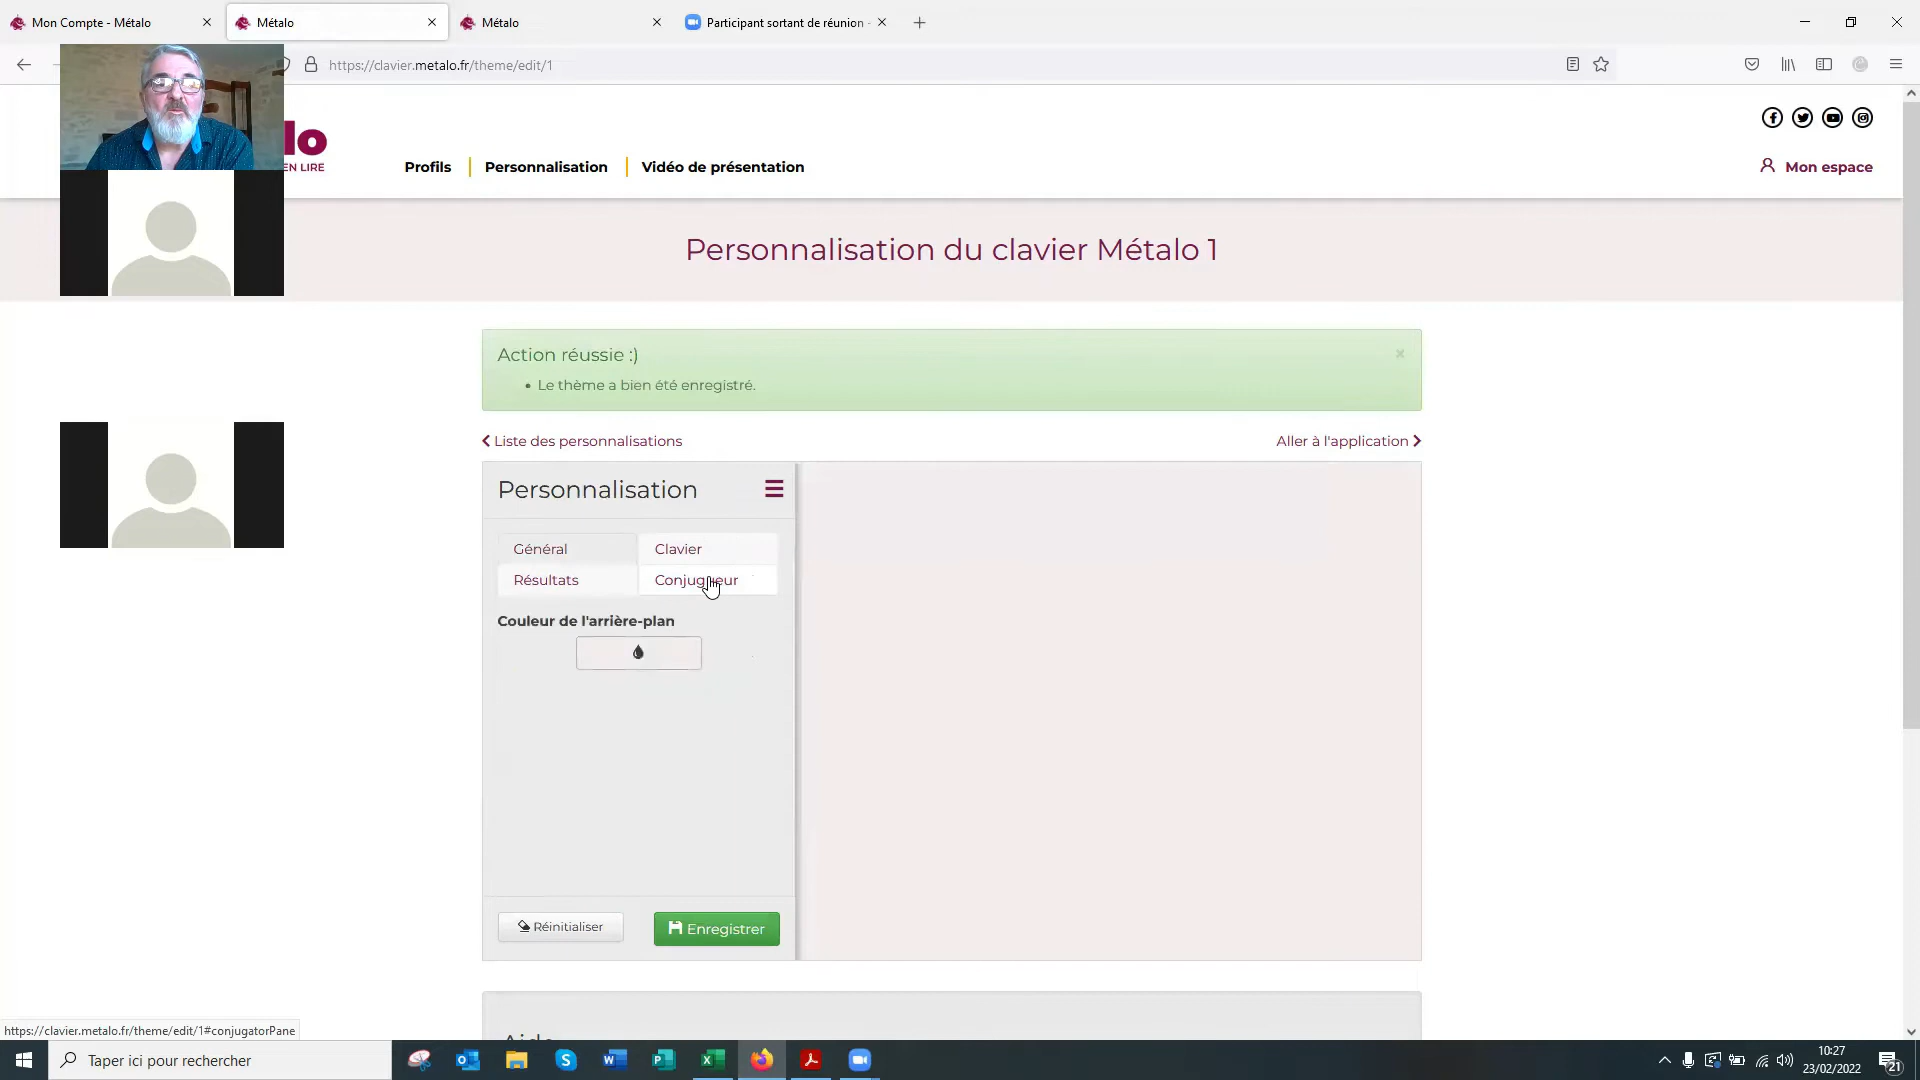 Mon Compte - Métalo
Métalo
Métalo
Participant sortant de réunion -
https://clavier.metalo.fr/theme/edit/1
lo
EN LIRE
Profils
Personnalisation
Vidéo de présentation
Mon espace
Personnalisation du clavier Métalo 1
Action réussie :)
×
• Le thème a bien été enregistré.
Liste des personnalisations
Aller à l'application
Personnalisation
Général
Clavier
Résultats
Conjugueur
Couleur de l'arrière-plan
Réinitialiser
Enregistrer
https://clavier.metalo.fr/theme/edit/1#conjugatorPane
Taper ici pour rechercher
10:27
23/02/2022
21